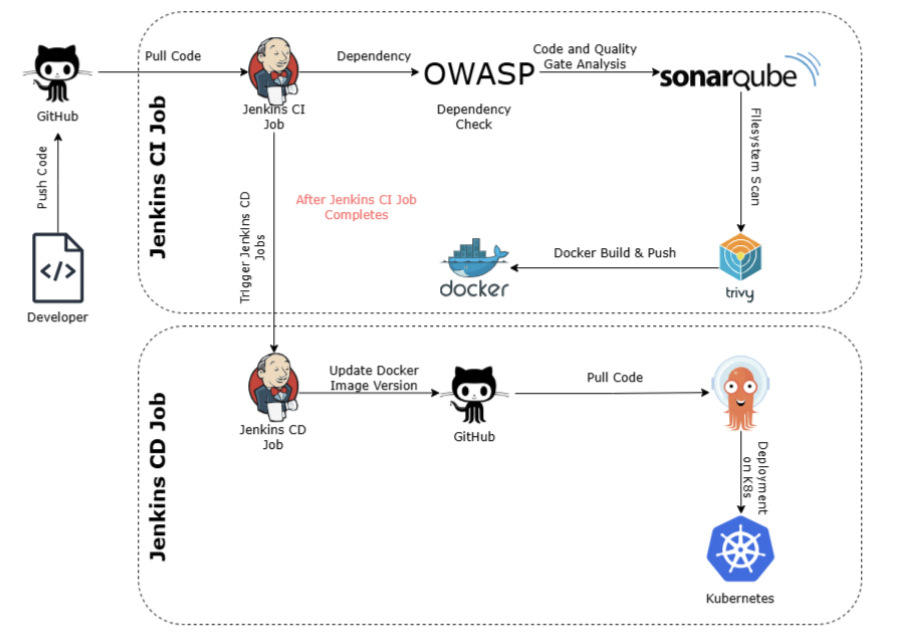 Pull Code
Dependency
Code and Quality
Gate Analysis
OWASP
sonarqube
GitHub
Jenkins CI
Job
Dependency
Check
Push Code
Jenkins CI Job
Filesystem Scan
Trigger Jenkins CD
Jobs
After Jenkins CI Job
Completes
Docker Build & Push
docker
trivy
</>
Developer
Update Docker
Image Version
Pull Code
Jenkins CD
Job
GitHub
Jenkins CD Job
Deployment
on K8s
Kubernetes